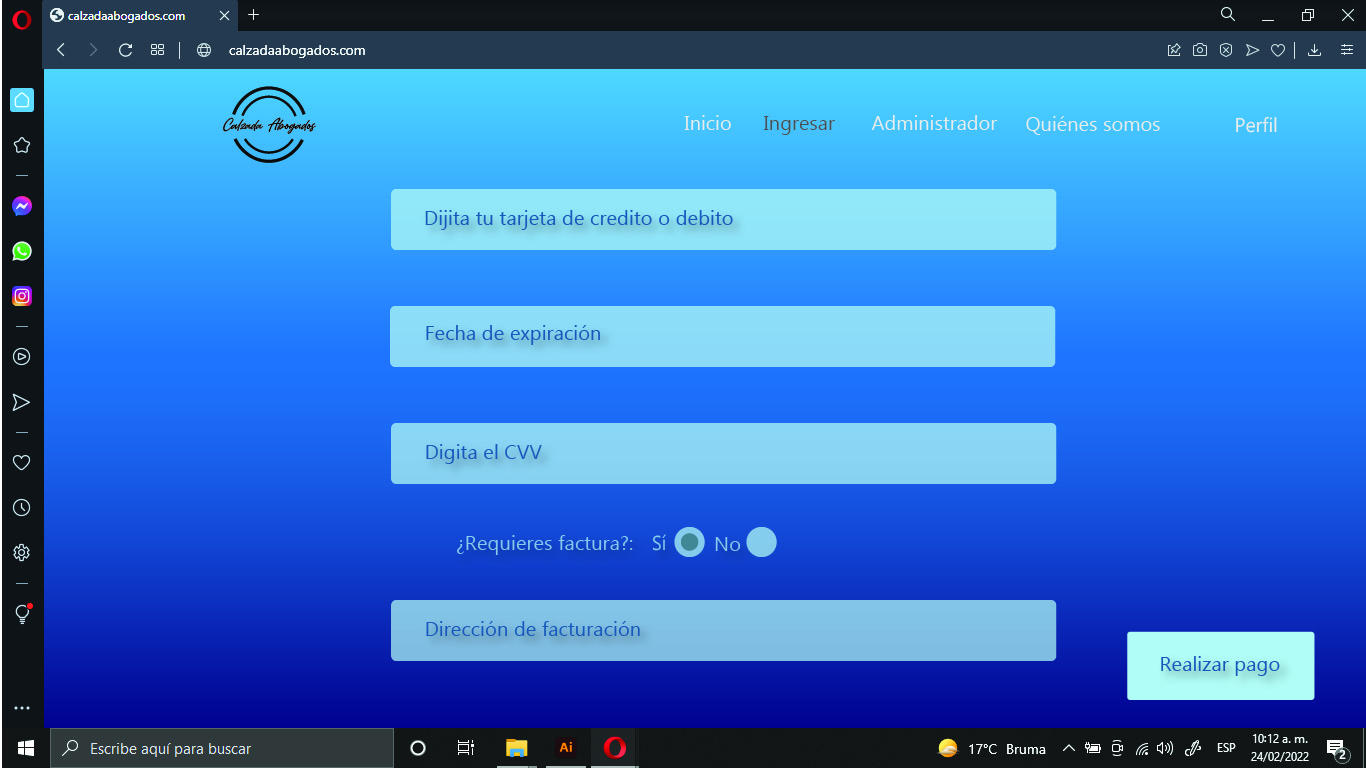 calzadaabogados.com
calzadaabogados.com
Calzada Abogados
Inicio Ingresar Administrador Quiénes somos Perfil
Dijita tu tarjeta de credito o debito
Fecha de expiración
Digita el CVV
¿Requieres factura?: Sí No
Dirección de facturación
Realizar pago
Escribe aquí para buscar
Ai
17°C Bruma
ESP
10:12 a. m.
24/02/2022
2